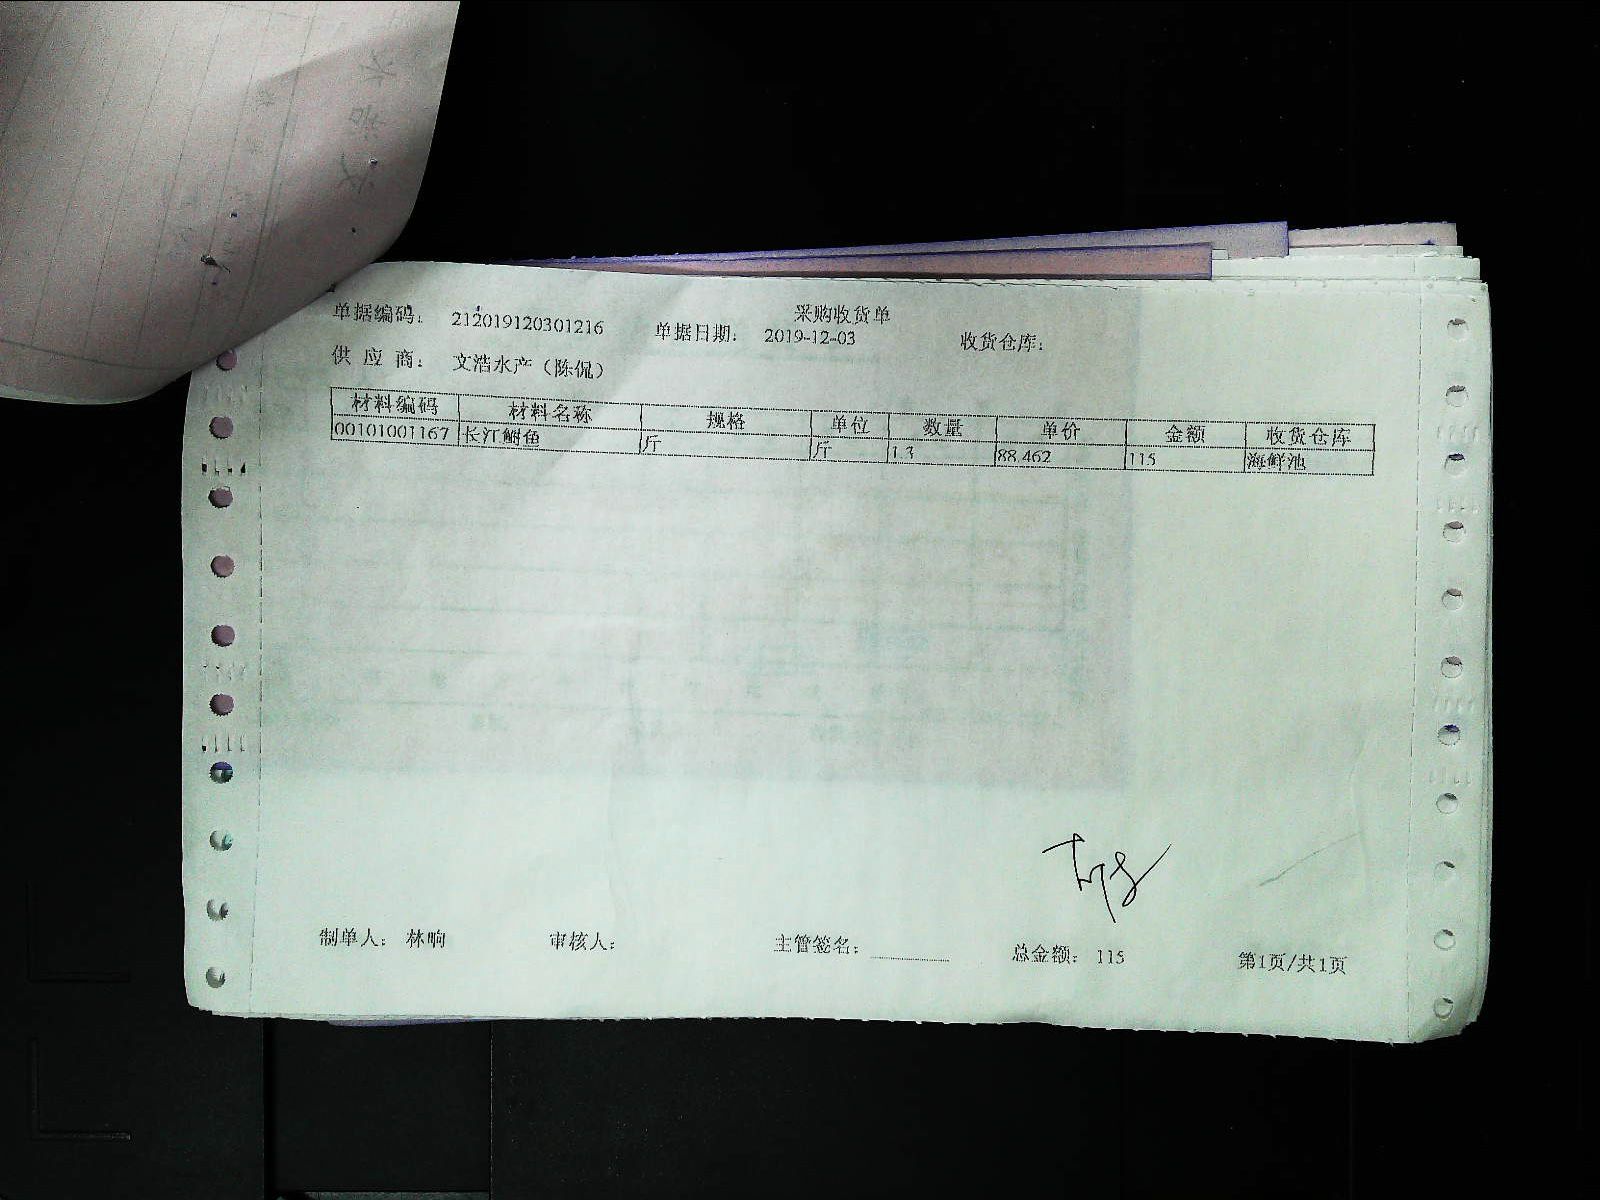 采购收货单
单据编码： 212019120301216 单据日期： 2019-12-03 收货仓库：
供应商： 文浩水产（陈侃）
材料编码 材料名称 规格 单位 数量 单价 金额 收货仓库
00101001167 长江鮰鱼 斤 斤 1.3 88.462 115 海鲜池
制单人： 林响 审核人： 主管签名： 总金额： 115 第1页/共1页